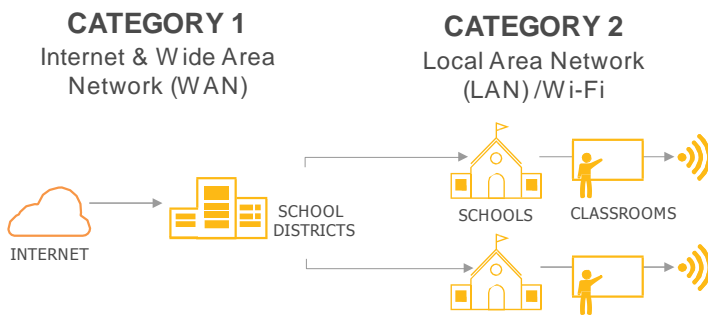 CATEGORY 1
Internet & Wide Area
Network (WAN)
CATEGORY 2
Local Area Network
(LAN) /Wi-Fi
INTERNET
SCHOOL
DISTRICTS
SCHOOLS
CLASSROOMS